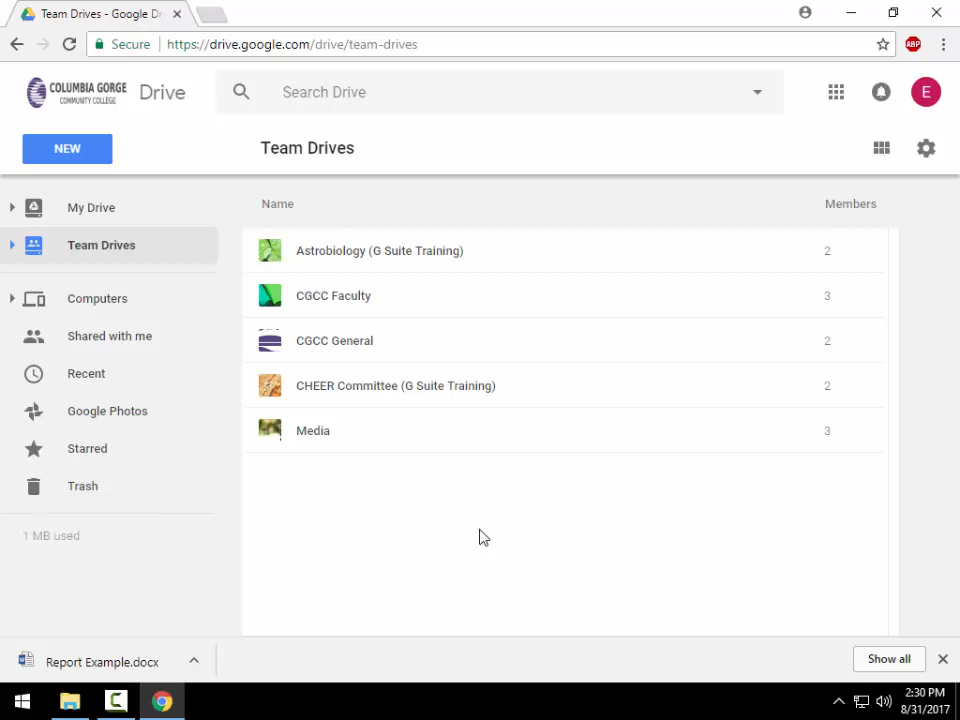 Team Drives - Google Dr
Secure https://drive.google.com/drive/team-drives
ABP
COLUMBIA GORGE
COMMUNITY COLLEGE
Drive
Search Drive
E
NEW
Team Drives
My Drive
Team Drives
Computers
Shared with me
Recent
Google Photos
Starred
Trash
1 MB used
Name Members
Astrobiology (G Suite Training) 2
CGCC Faculty 3
CGCC General 2
CHEER Committee (G Suite Training) 2
Media 3
Report Example.docx
Show all
2:30 PM
8/31/2017